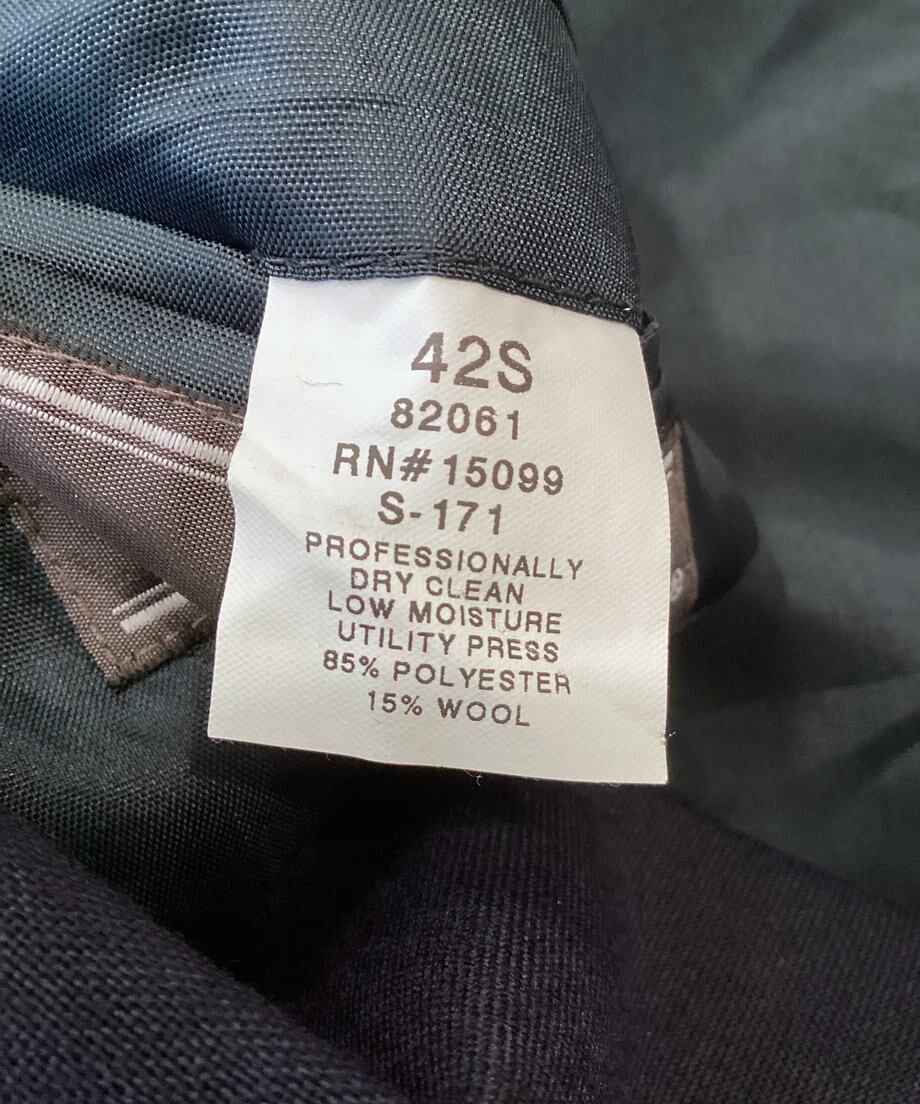 42S
82061
RN#15099
S-171
PROFESSIONALLY
DRY CLEAN
LOW MOISTURE
UTILITY PRESS
85% POLYESTER
15% WOOL